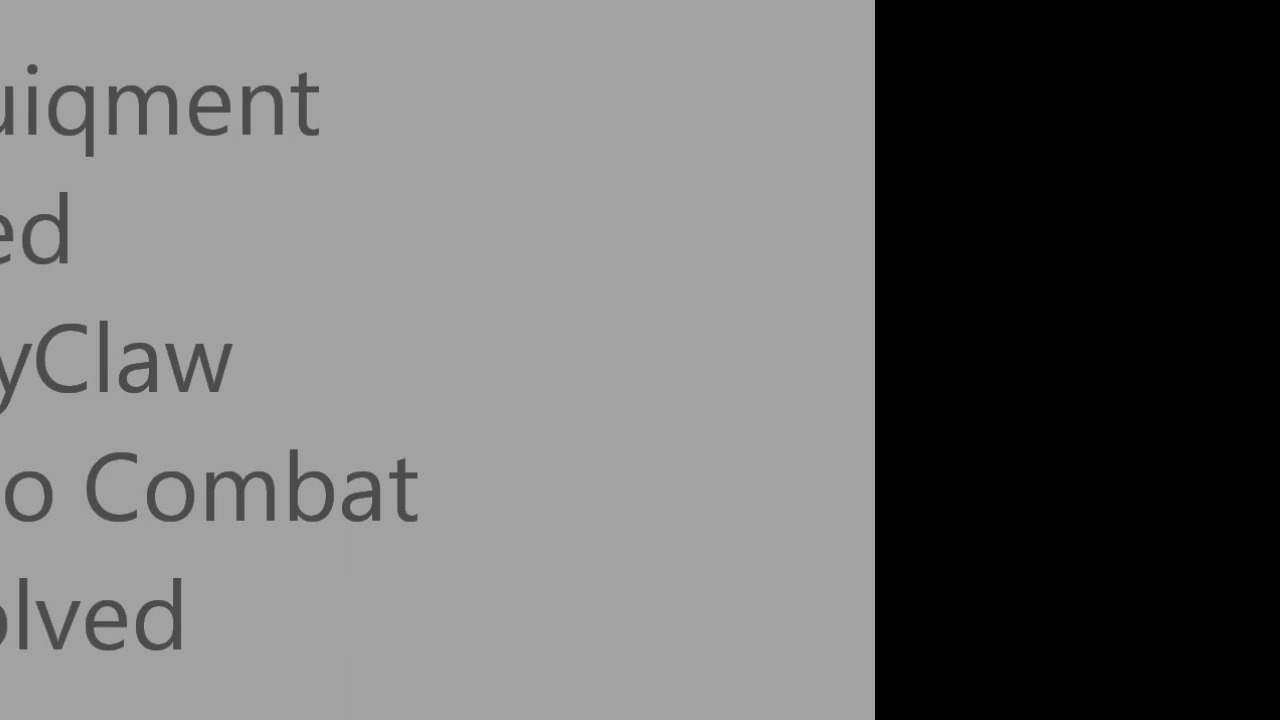 uiqment
ed
yClaw
o Combat
olved